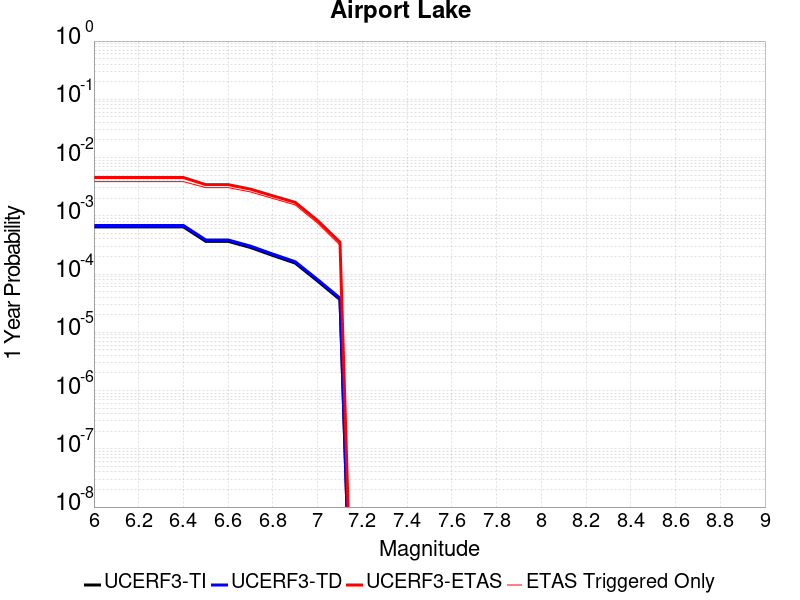 Airport Lake
10^0
10^-1
10^-2
10^-3
10^-4
10^-5
10^-6
10^-7
10^-8
1 Year Probability
6 6.2 6.4 6.6 6.8 7 7.2 7.4 7.6 7.8 8 8.2 8.4 8.6 8.8 9
Magnitude
UCERF3-TI UCERF3-TD UCERF3-ETAS ETAS Triggered Only